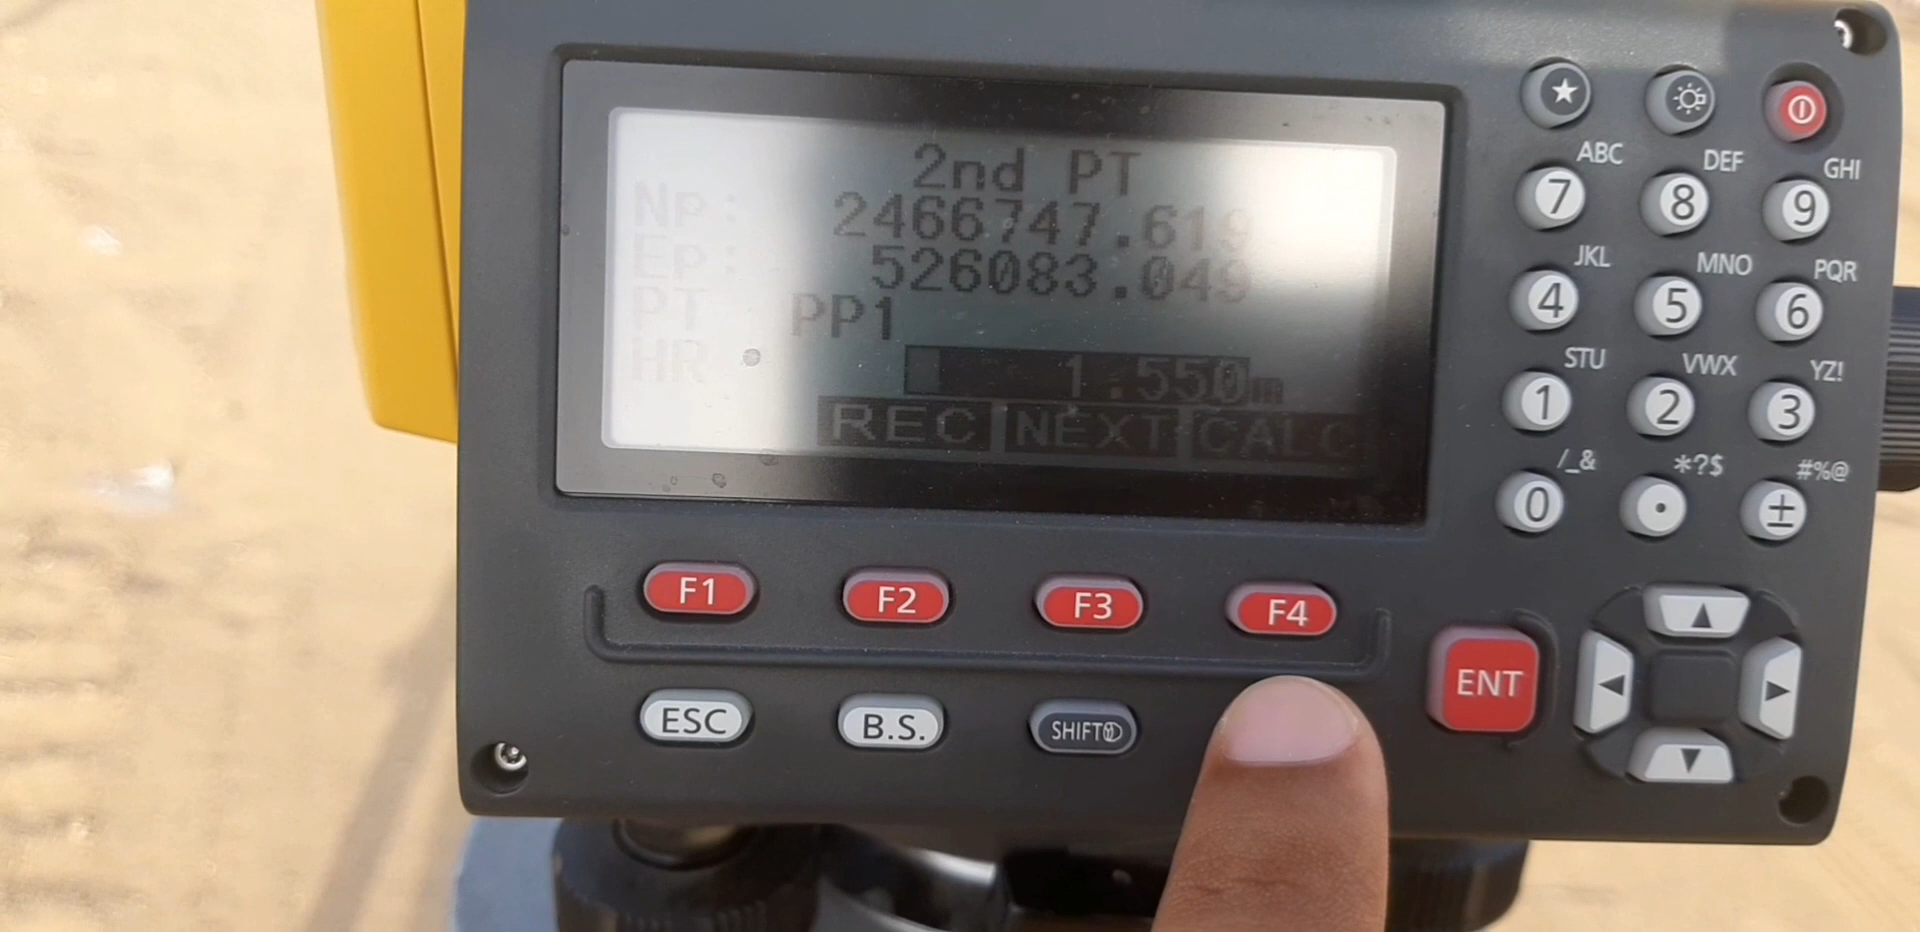 2nd PT
Np: 2466747.619
Ep: 526083.049
PT PP1
HR 1.550m
REC NEXT CALC
ABC DEF GHI
7 8 9
JKL MNO PQR
4 5 6
STU VWX YZ!
1 2 3
/_& *?$ #%@
0 . ±
F1 F2 F3 F4
ESC B.S. SHIFT ENT